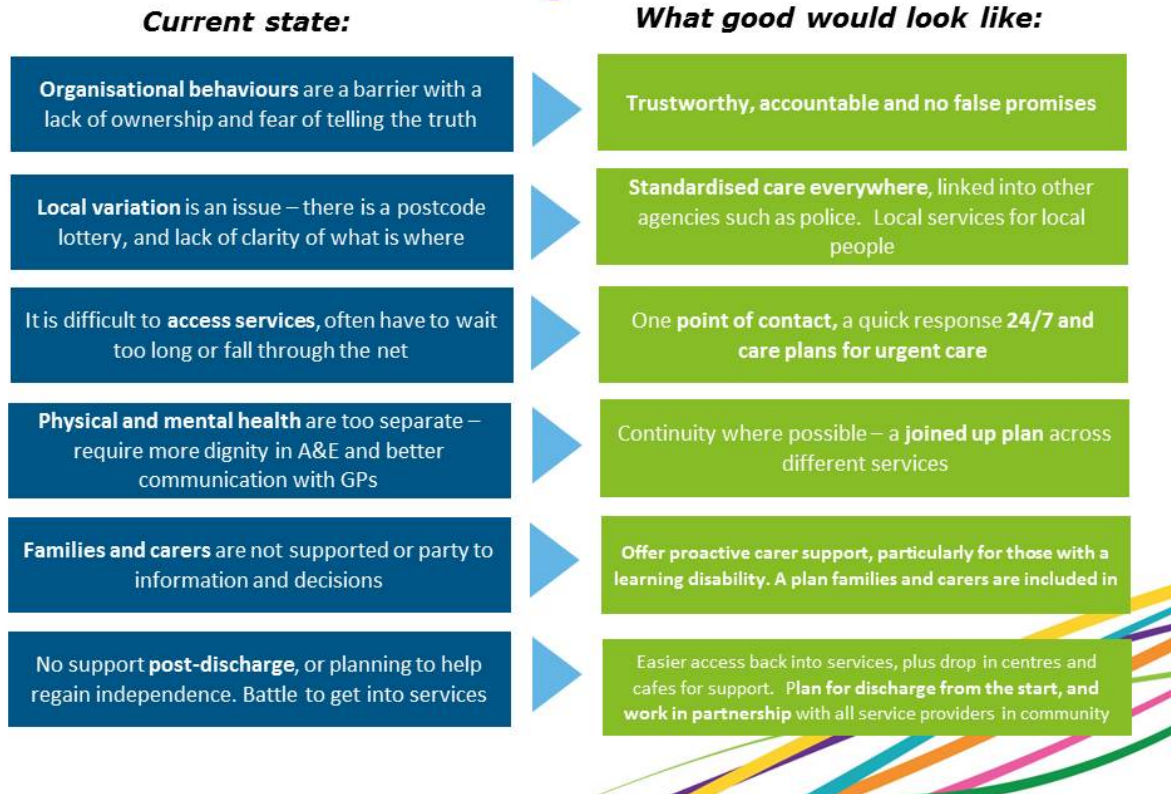 Current state:
What good would look like:
Organisational behaviours are a barrier with a
lack of ownership and fear of telling the truth
Trustworthy, accountable and no false promises
Local variation is an issue – there is a postcode
lottery, and lack of clarity of what is where
Standardised care everywhere, linked into other
agencies such as police.  Local services for local
people
It is difficult to access services, often have to wait
too long or fall through the net
One point of contact, a quick response 24/7 and
care plans for urgent care
Physical and mental health are too separate –
require more dignity in A&E and better
communication with GPs
Continuity where possible – a joined up plan across
different services
Families and carers are not supported or party to
information and decisions
Offer proactive carer support, particularly for those with a
learning disability. A plan families and carers are included in
No support post-discharge, or planning to help
regain independence. Battle to get into services
Easier access back into services, plus drop in centres and
cafes for support.  Plan for discharge from the start, and
work in partnership with all service providers in community